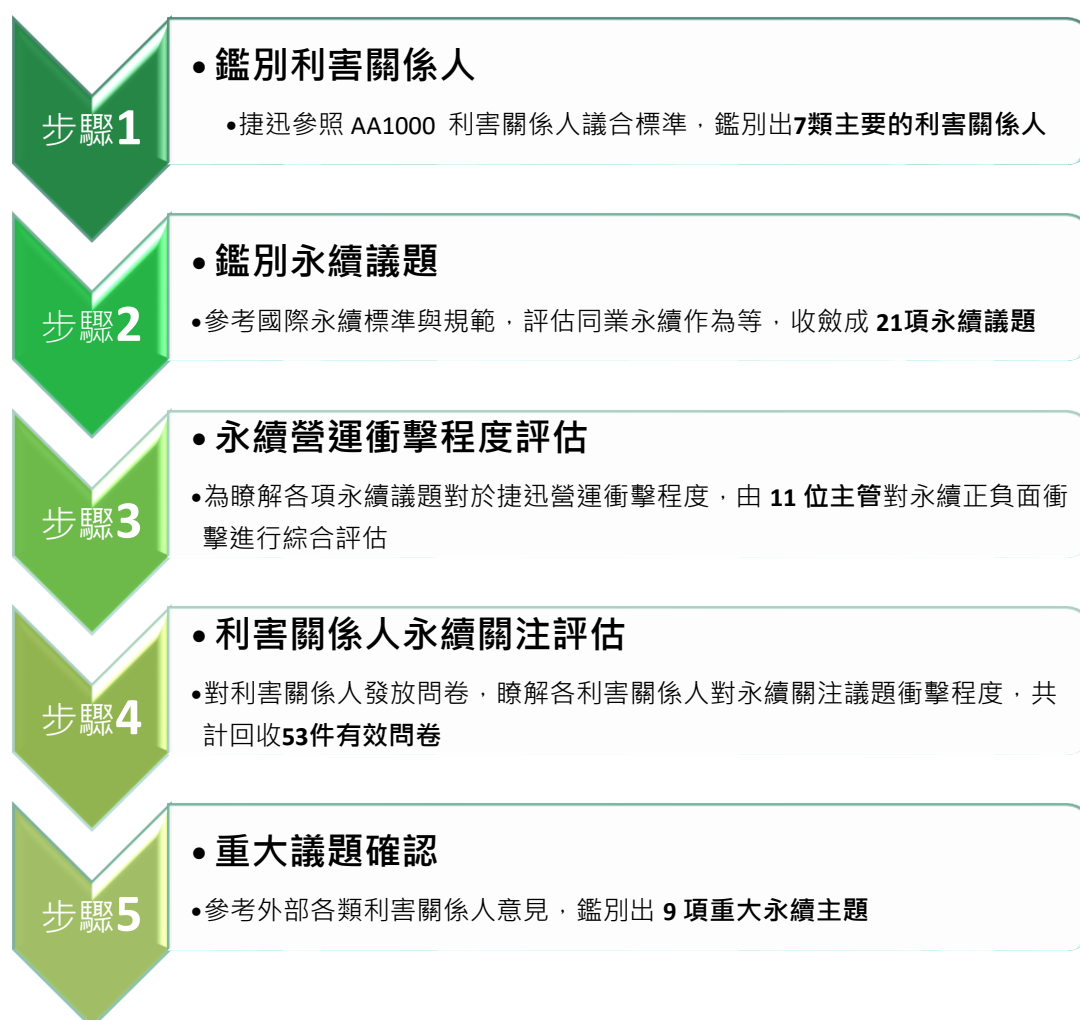 步驟1
•鑑別利害關係人
•捷迅參照 AA1000 利害關係人議合標準，鑑別出7類主要的利害關係人
步驟2
•鑑別永續議題
•參考國際永續標準與規範，評估同業永續作為等，收斂成 21項永續議題
步驟3
•永續營運衝擊程度評估
•為瞭解各項永續議題對於捷迅營運衝擊程度，由 11 位主管對永續正負面衝
擊進行綜合評估
步驟4
•利害關係人永續關注評估
•對利害關係人發放問卷，瞭解各利害關係人對永續關注議題衝擊程度，共
計回收53件有效問卷
步驟5
•重大議題確認
•參考外部各類利害關係人意見，鑑別出 9 項重大永續主題